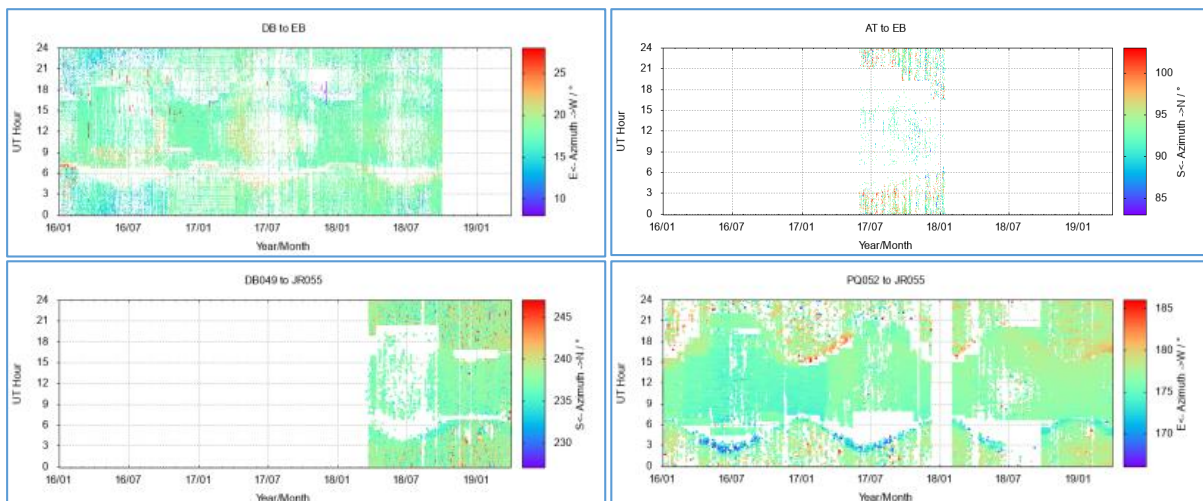 DB to EB
24
21
18
15
12
9
6
3
0
UT Hour
16/01 16/07 17/01 17/07 18/01 18/07 19/01
Year/Month
25
20
15
10
E<- Azimuth ->W / °
AT to EB
24
21
18
15
12
9
6
3
0
UT Hour
16/01 16/07 17/01 17/07 18/01 18/07 19/01
Year/Month
100
95
90
85
S<- Azimuth ->N / °
DB049 to JR055
24
21
18
15
12
9
6
3
0
UT Hour
16/01 16/07 17/01 17/07 18/01 18/07 19/01
Year/Month
245
240
235
230
S<- Azimuth ->N / °
PQ052 to JR055
24
21
18
15
12
9
6
3
0
UT Hour
16/01 16/07 17/01 17/07 18/01 18/07 19/01
Year/Month
185
180
175
170
E<- Azimuth ->W / °